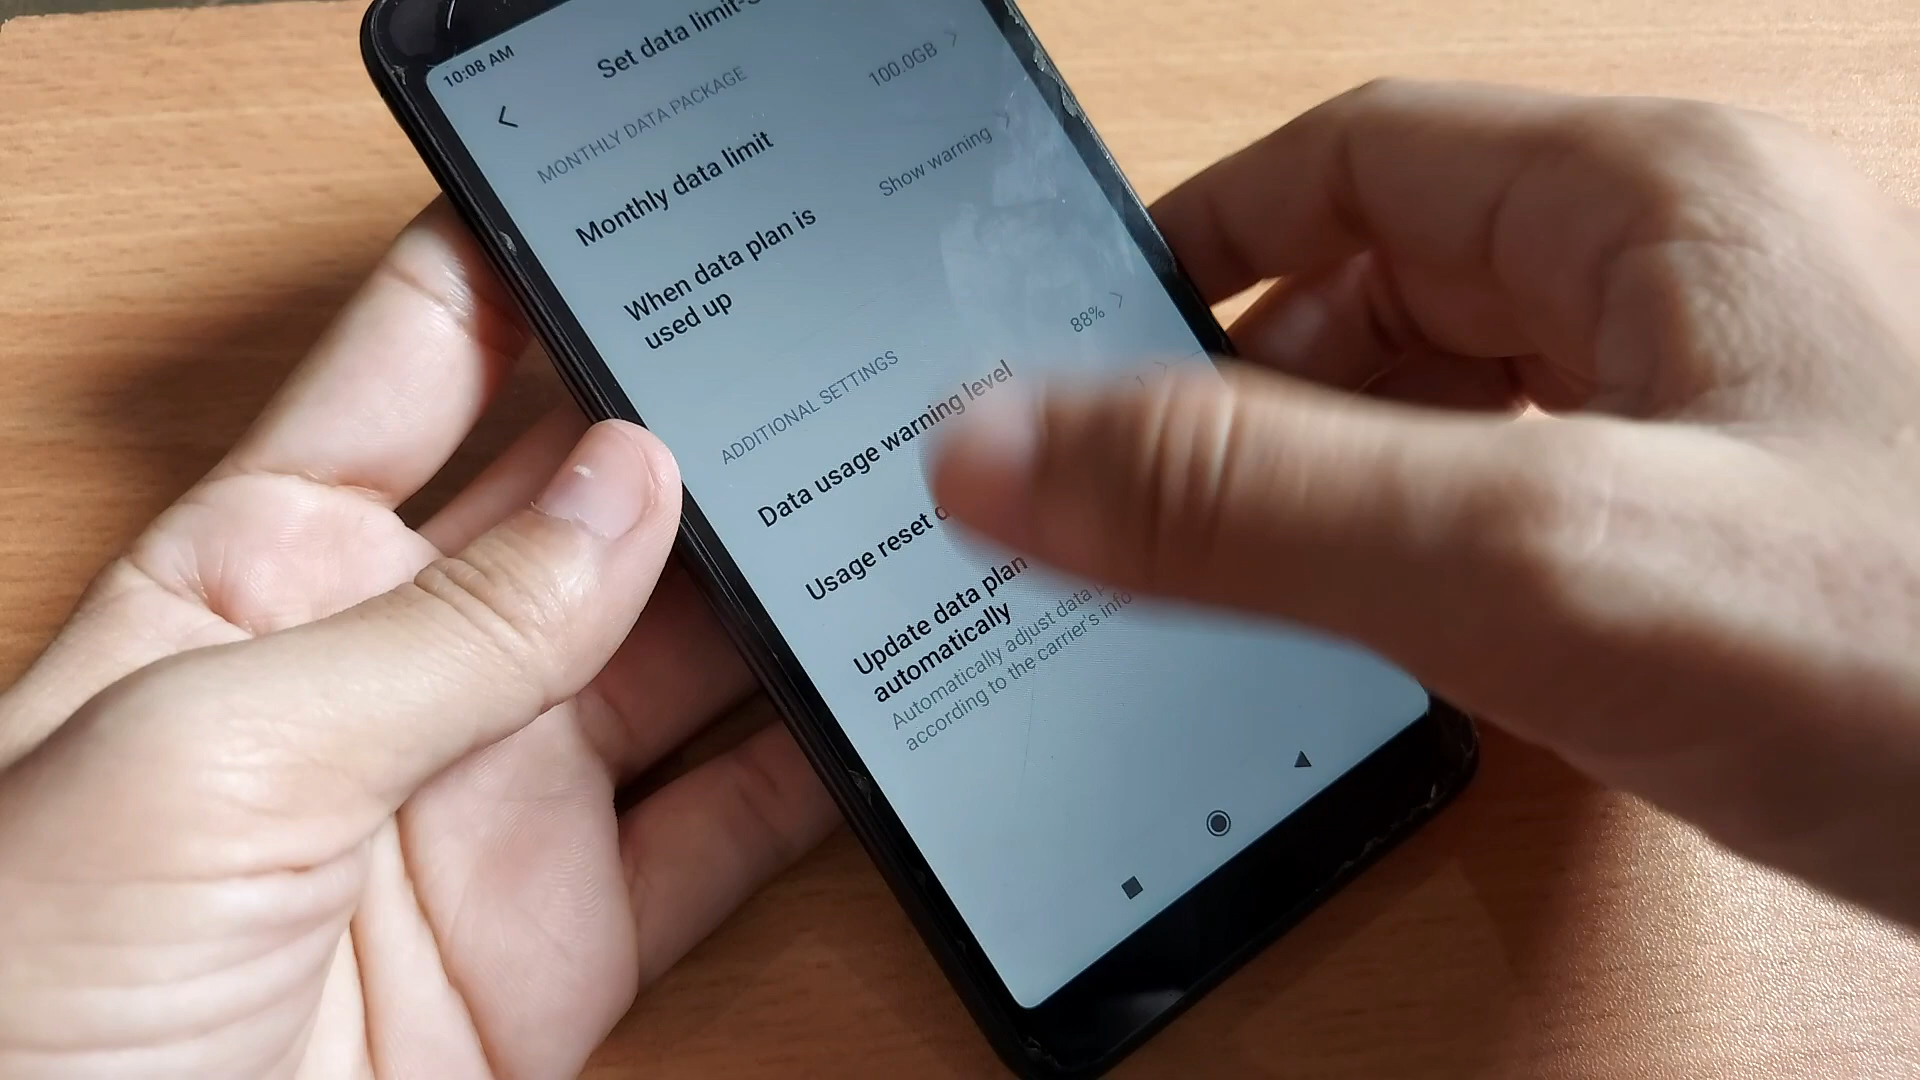 10:08 AM
Set data limit
MONTHLY DATA PACKAGE
Monthly data limit
100.0GB
When data plan is
used up
Show warning
ADDITIONAL SETTINGS
Data usage warning level
88%
Usage reset
1
Update data plan
automatically
Automatically adjust data
according to the carrier's info